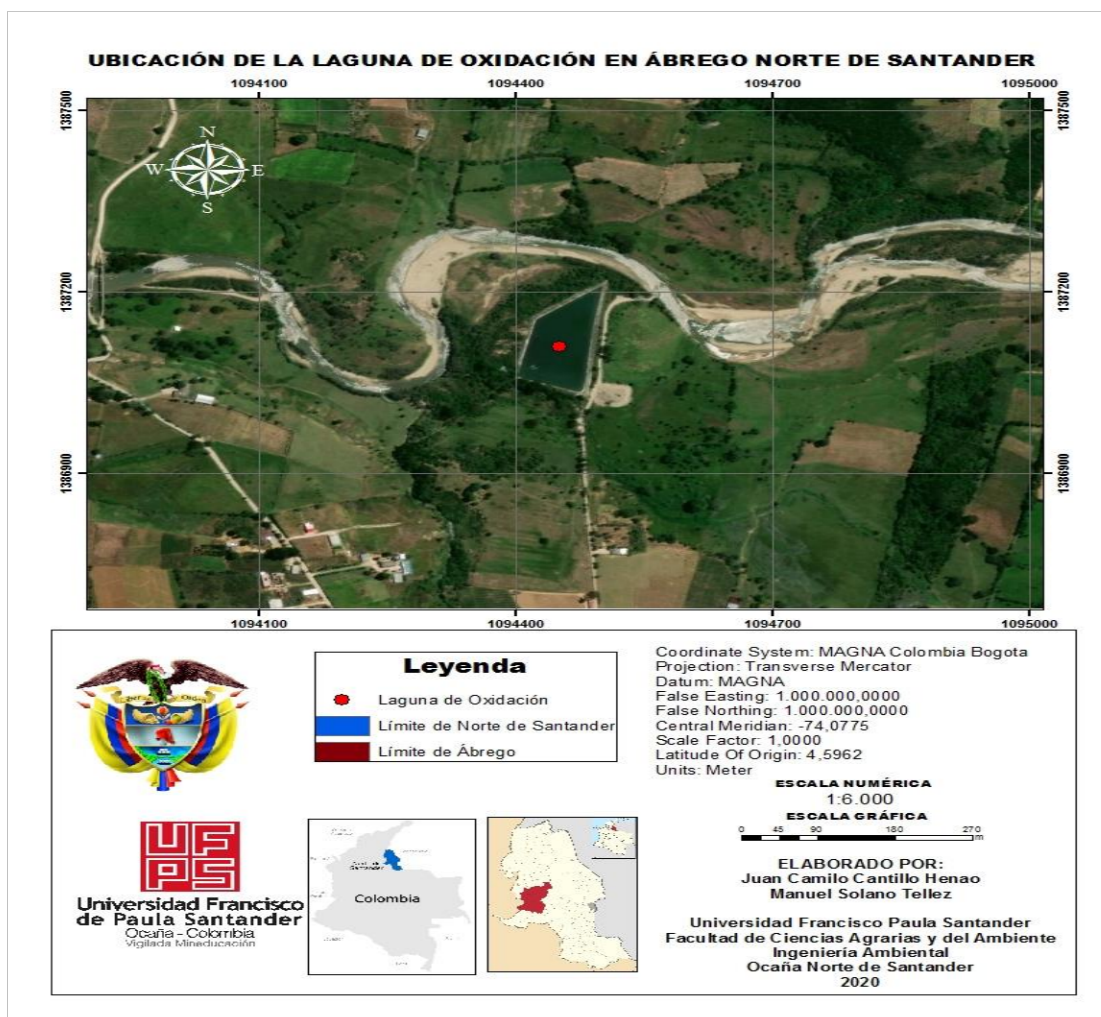 UBICACIÓN DE LA LAGUNA DE OXIDACIÓN EN ÁBREGO NORTE DE SANTANDER
1094100 1094400 1094700 1095000
1387500 1387500
N
W E
S
1387200 1387200
1386900 1386900
1094100 1094400 1094700 1095000
Leyenda
Laguna de Oxidación
Límite de Norte de Santander
Límite de Ábrego
Coordinate System: MAGNA Colombia Bogota
Projection: Transverse Mercator
Datum: MAGNA
False Easting: 1.000.000,0000
False Northing: 1.000.000,0000
Central Meridian: -74,0775
Scale Factor: 1,0000
Latitude Of Origin: 4,5962
Units: Meter
ESCALA NUMÉRICA
1:6.000
ESCALA GRÁFICA
0 45 90 180 270
m
ELABORADO POR:
Juan Camilo Cantillo Henao
Manuel Solano Tellez
Universidad Francisco Paula Santander
Facultad de Ciencias Agrarias y del Ambiente
Ingeniería Ambiental
Ocaña Norte de Santander
2020
UF
PS
Universidad Francisco
de Paula Santander
Ocaña - Colombia
Vigilada Mineducación
Santander
Colombia